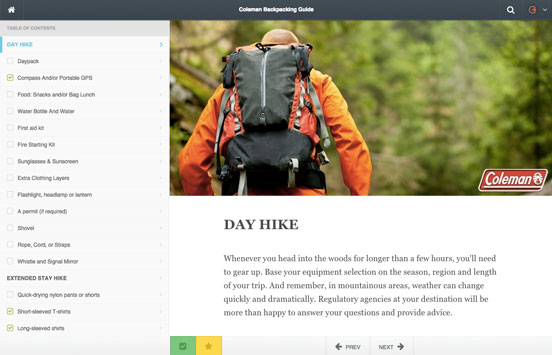 Coleman Backpacking Guide
TABLE OF CONTENTS
DAY HIKE
Daypack
Compass And/or Portable GPS
Food: Snacks and/or Bag Lunch
Water Bottle And Water
First aid kit
Fire Starting Kit
Sunglasses & Sunscreen
Extra Clothing Layers
Flashlight, headlamp or lantern
A permit (if required)
Shovel
Rope, Cord, or Straps
Whistle and Signal Mirror
EXTENDED STAY HIKE
Quick-drying nylon pants or shorts
Short-sleeved T-shirts
Long-sleeved shirts
Coleman
DAY HIKE
Whenever you head into the woods for longer than a few hours, you'll need
to gear up. Base your equipment selection on the season, region and length
of your trip. And remember, in mountainous areas, weather can change
quickly and dramatically. Regulatory agencies at your destination will be
more than happy to answer your questions and provide advice.
PREV
NEXT